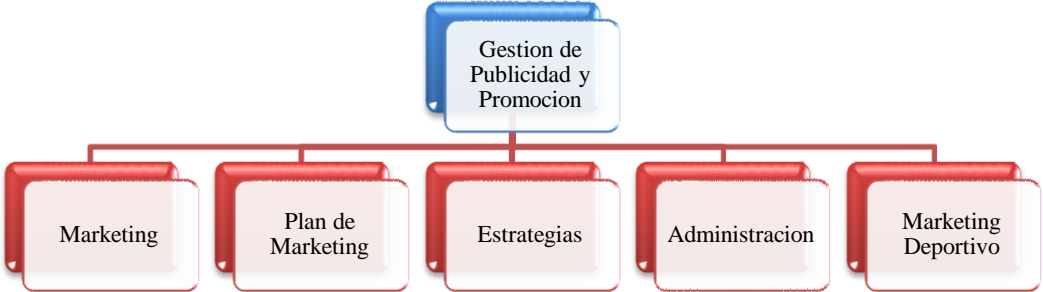 Gestion de
Publicidad y
Promocion
Marketing
Plan de
Marketing
Estrategias
Administracion
Marketing
Deportivo